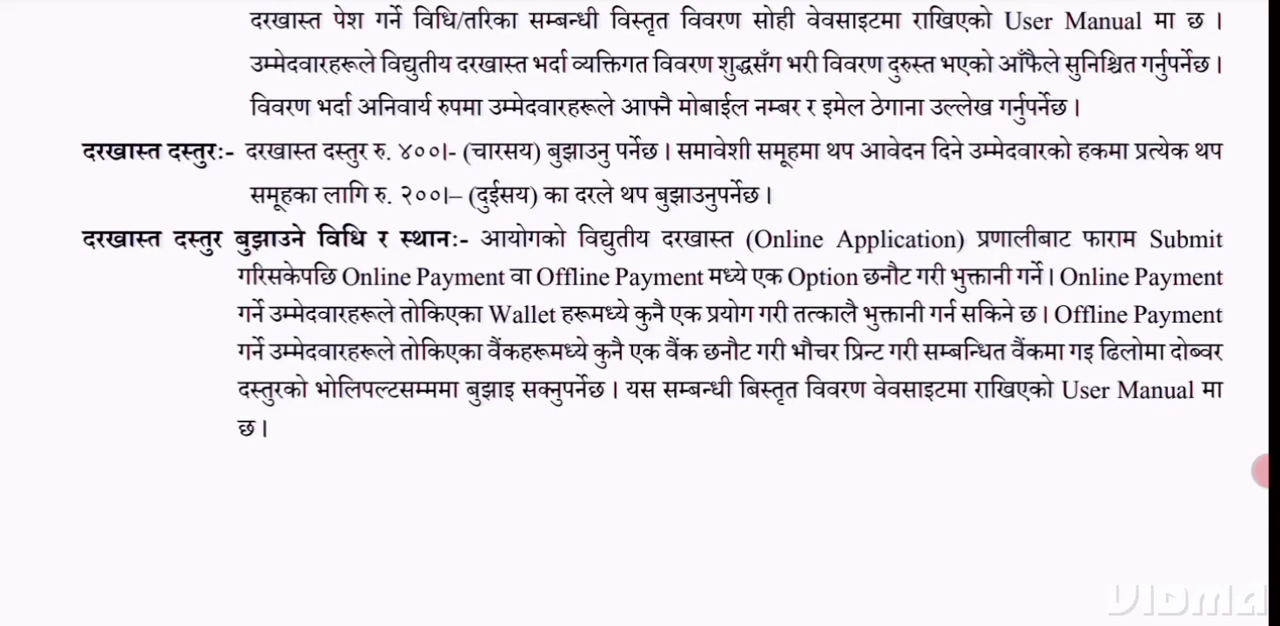 दरखास्त पेश गर्ने विधि/तरिका सम्बन्धी विस्तृत विवरण सोही वेवसाइटमा राखिएको User Manual मा छ ।
उम्मेदवारहरूले विद्युतीय दरखास्त भर्दा व्यक्तिगत विवरण शुद्धसँग भरी विवरण दुरुस्त भएको आँफैले सुनिश्चित गर्नुपर्नेछ ।
विवरण भर्दा अनिवार्य रुपमा उम्मेदवारहरूले आफ्नै मोबाईल नम्बर र इमेल ठेगाना उल्लेख गर्नुपर्नेछ ।
दरखास्त दस्तुरः- दरखास्त दस्तुर रु. ४००।- (चारसय) बुझाउनु पर्नेछ । समावेशी समूहमा थप आवेदन दिने उम्मेदवारको हकमा प्रत्येक थप
समूहका लागि रु. २००।– (दुईसय) का दरले थप बुझाउनुपर्नेछ ।
दरखास्त दस्तुर बुझाउने विधि र स्थानः- आयोगको विद्युतीय दरखास्त (Online Application) प्रणालीबाट फाराम Submit
गरिसकेपछि Online Payment वा Offline Payment मध्ये एक Option छनौट गरी भुक्तानी गर्ने । Online Payment
गर्ने उम्मेदवारहरूले तोकिएका Wallet हरूमध्ये कुनै एक प्रयोग गरी तत्कालै भुक्तानी गर्न सकिने छ । Offline Payment
गर्ने उम्मेदवारहरूले तोकिएका बैंकहरूमध्ये कुनै एक बैंक छनौट गरी भौचर प्रिन्ट गरी सम्बन्धित बैंकमा गइ ढिलोमा दोब्वर
दस्तुरको भोलिपल्टसम्ममा बुझाइ सक्नुपर्नेछ । यस सम्बन्धी बिस्तृत विवरण वेवसाइटमा राखिएको User Manual मा
छ ।
VIDMA